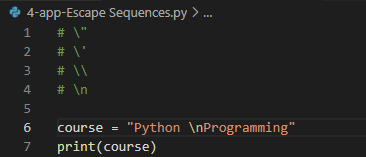 4-app-Escape Sequences.py > ...
1 # \"
2 # \'
3 # \\
4 # \n
5
6 course = "Python \nProgramming"
7 print(course)